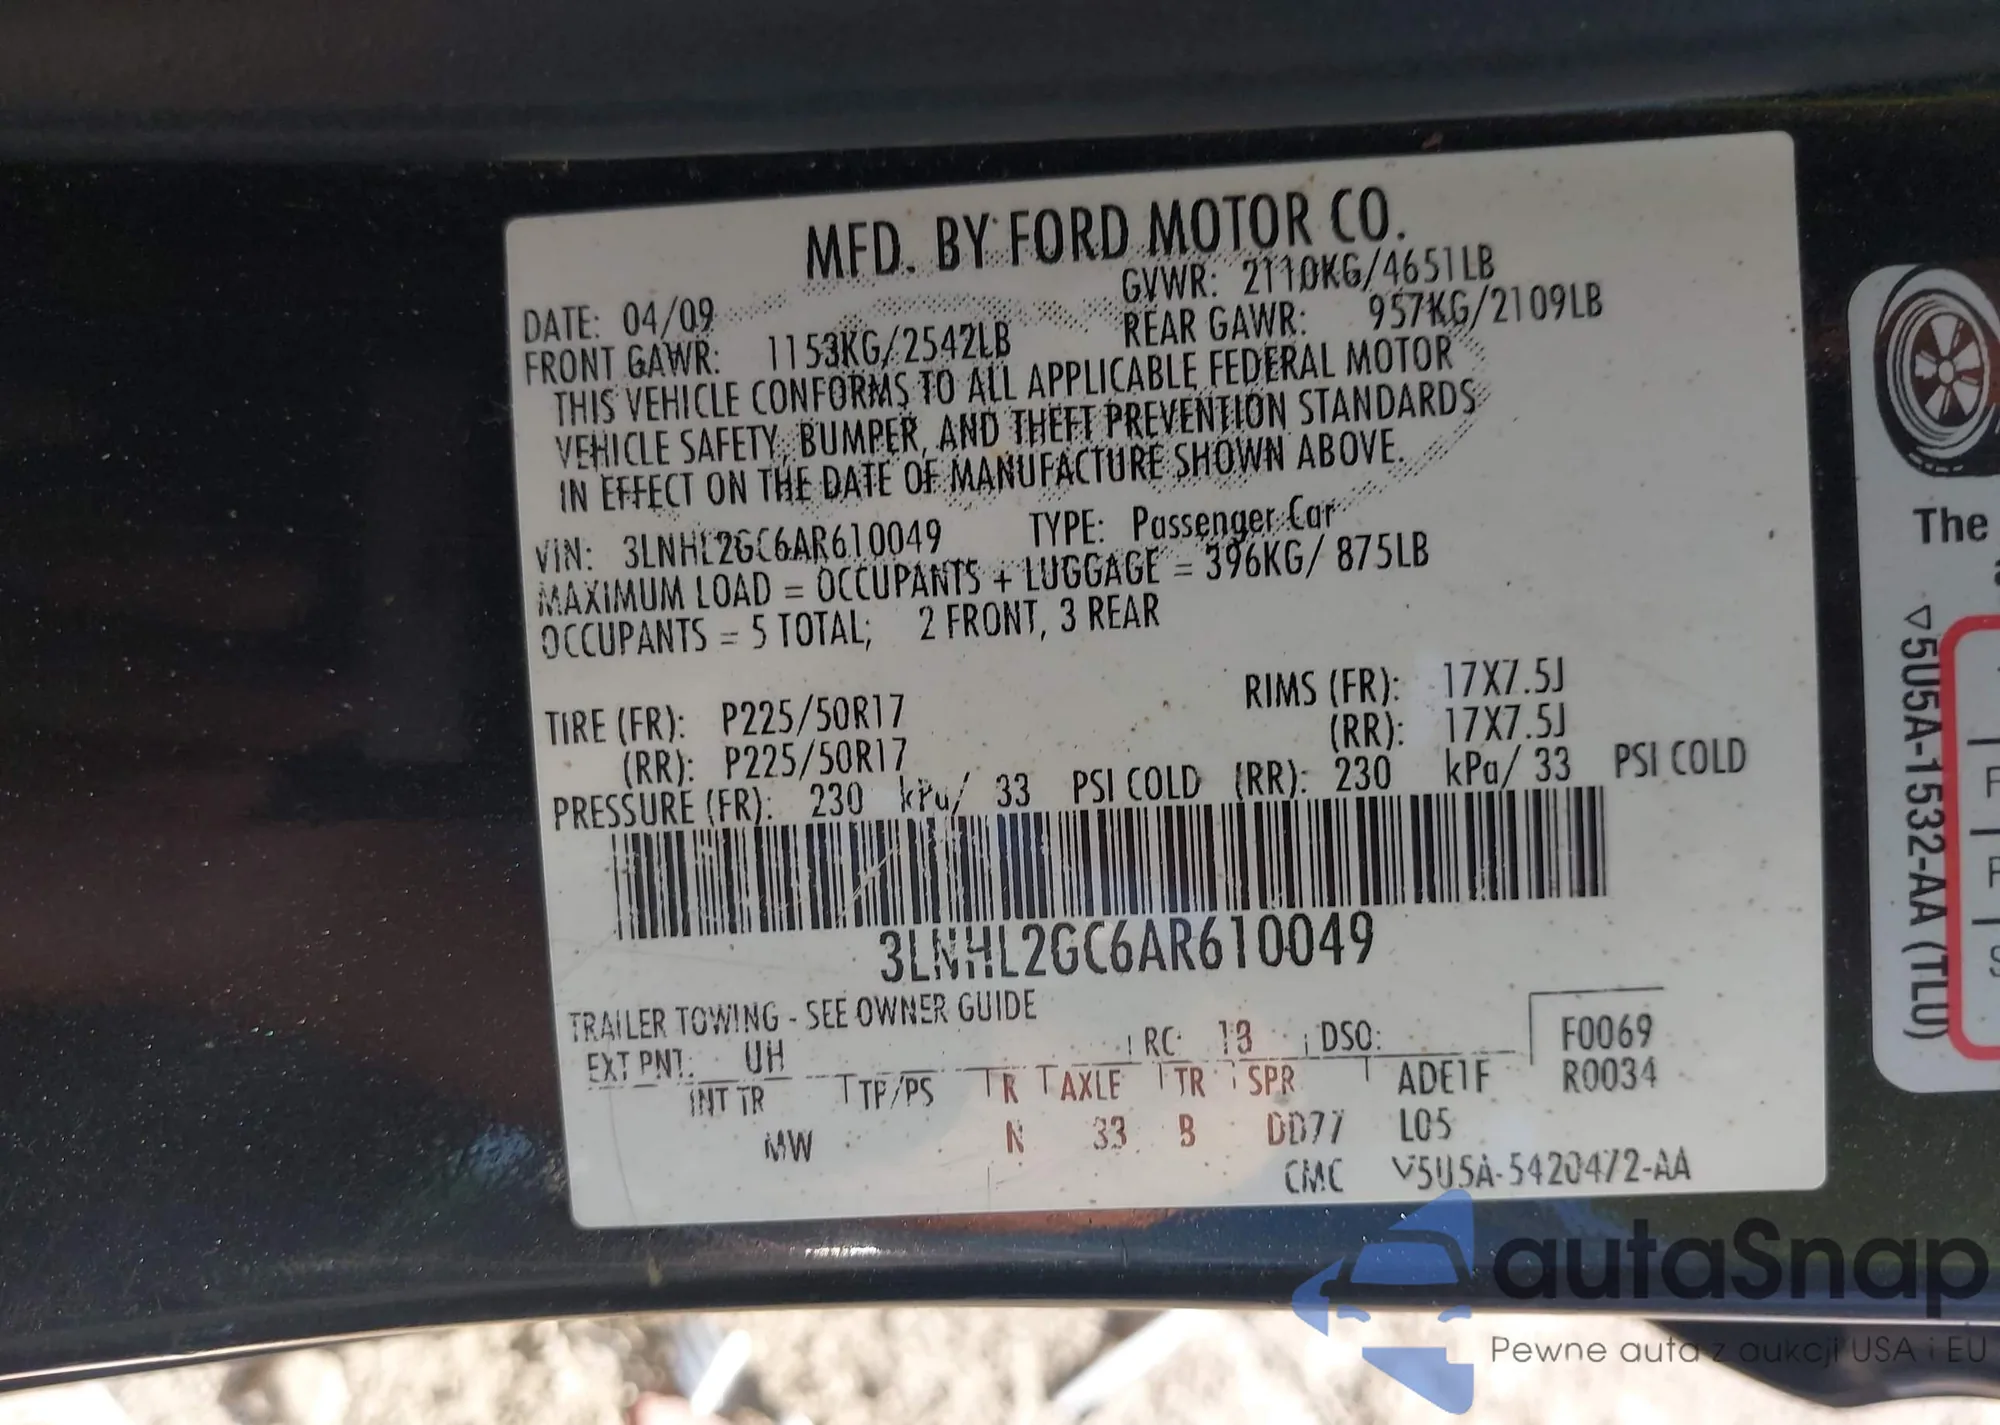 MFD. BY FORD MOTOR CO.
DATE: 04/09 GVWR: 2110KG/4651LB
FRONT GAWR: 1153KG/2542LB REAR GAWR: 957KG/2109LB
THIS VEHICLE CONFORMS TO ALL APPLICABLE FEDERAL MOTOR
VEHICLE SAFETY, BUMPER, AND THEFT PREVENTION STANDARDS
IN EFFECT ON THE DATE OF MANUFACTURE SHOWN ABOVE.
VIN: 3LNHL2GC6AR610049 TYPE: Passenger Car
MAXIMUM LOAD = OCCUPANTS + LUGGAGE = 396KG/ 875LB
OCCUPANTS = 5 TOTAL; 2 FRONT, 3 REAR
TIRE (FR): P225/50R17 RIMS (FR): 17X7.5J
(RR): P225/50R17 (RR): 17X7.5J
PRESSURE (FR): 230 kPa/ 33 PSI COLD (RR): 230 kPa/ 33 PSI COLD
3LNHL2GC6AR610049
TRAILER TOWING - SEE OWNER GUIDE
EXT PNT: UH RC: 13 DSO: F0069
INT TR TP/PS R AXLE TR SPR ADE1F R0034
MW N 33 B DD77 L05
CMC V5U5A-5420472-AA
The
5U5A-1532-AA (TLU)
autaSnap
Pewne auta z aukcji USA i EU